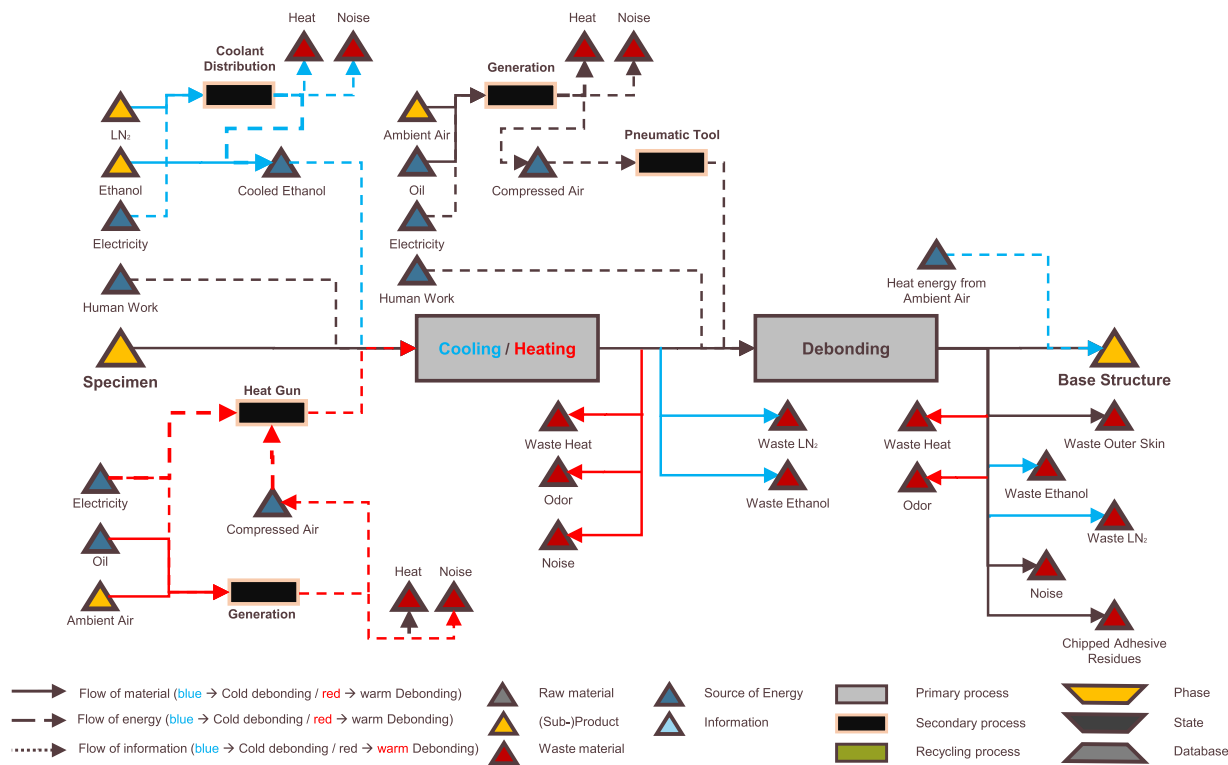 Heat
Noise
Coolant
Distribution
LN₂
Ethanol
Cooled Ethanol
Electricity
Human Work
Specimen
Heat
Noise
Generation
Ambient Air
Pneumatic Tool
Oil
Compressed Air
Electricity
Human Work
Heat energy from
Ambient Air
Cooling / Heating
Debonding
Base Structure
Heat Gun
Electricity
Compressed Air
Oil
Ambient Air
Generation
Heat
Noise
Waste Heat
Odor
Noise
Waste LN₂
Waste Ethanol
Waste Heat
Odor
Waste Outer Skin
Waste Ethanol
Waste LN₂
Noise
Chipped Adhesive
Residues
Flow of material (blue → Cold debonding / red → warm Debonding)
Flow of energy (blue → Cold debonding / red → warm Debonding)
Flow of information (blue → Cold debonding / red → warm Debonding)
Raw material
(Sub-)Product
Waste material
Source of Energy
Information
Primary process
Secondary process
Recycling process
Phase
State
Database